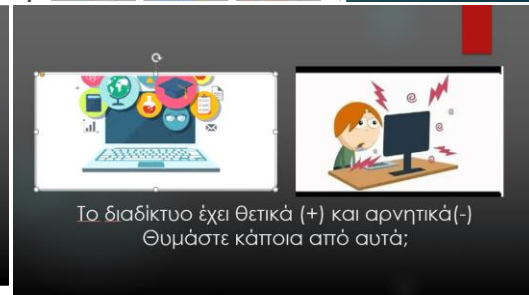 Το διαδίκτυο έχει θετικά (+) και αρνητικά(-)
Θυμάστε κάποια από αυτά;